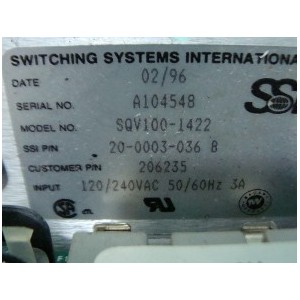 SWITCHING SYSTEMS INTERNATIONAL
DATE 02/96
SERIAL NO. A104548
MODEL NO. SQV100-1422
SSI P/N 20-0003-036 B
CUSTOMER P/N 206235
INPUT 120/240VAC 50/60Hz 3A